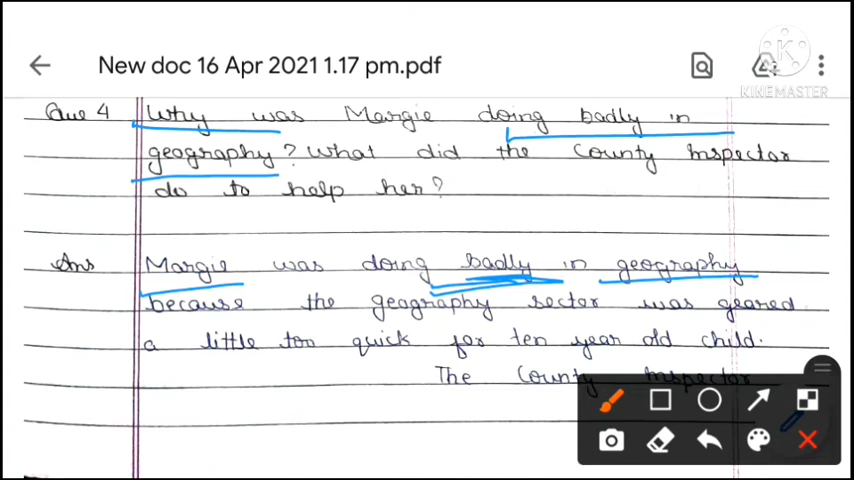 New doc 16 Apr 2021 1.17 pm.pdf
KINEMASTER
Que 4 Why was Margie doing badly in
geography? What did the County Inspector
do to help her?
Ans Margie was doing badly in geography
because the geography sector was geared
a little too quick for ten year old child.
The County Inspector